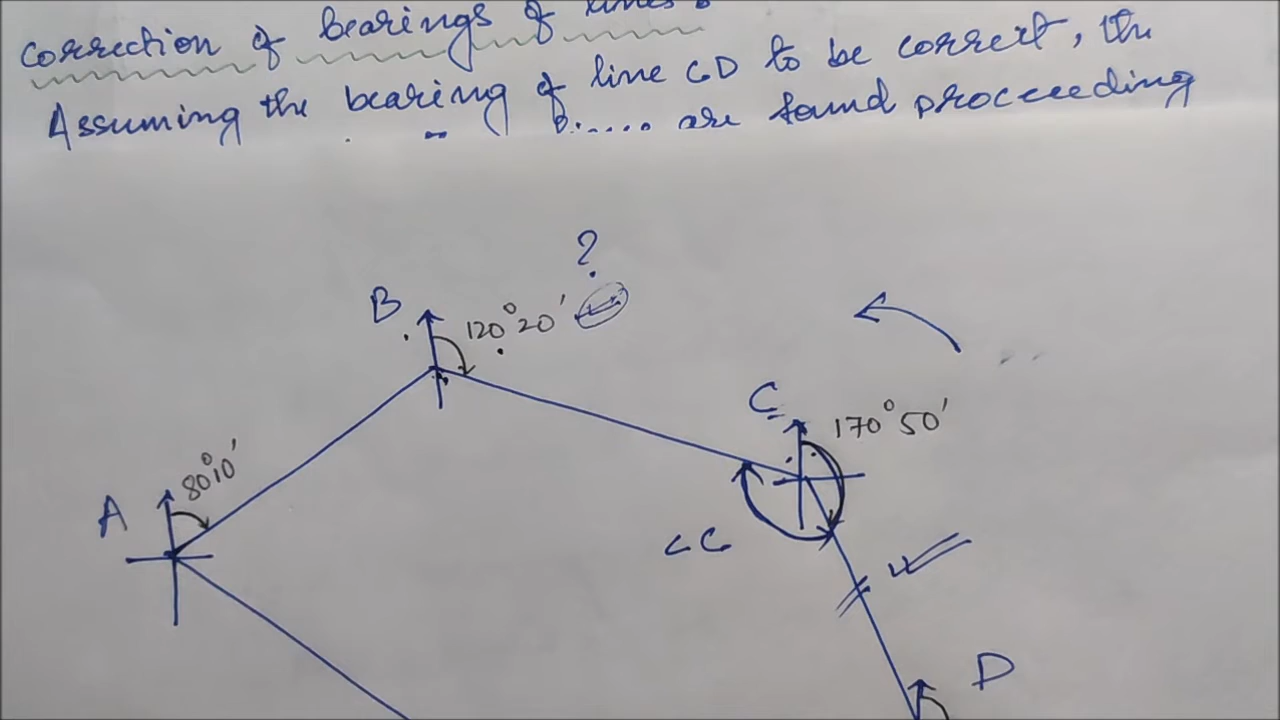 correction of bearings of lines
Assuming the bearing of line CD to be correct, the
B..... are found proceeding
?
B
120°20'
C
170°50'
80°10'
A
∠C
D